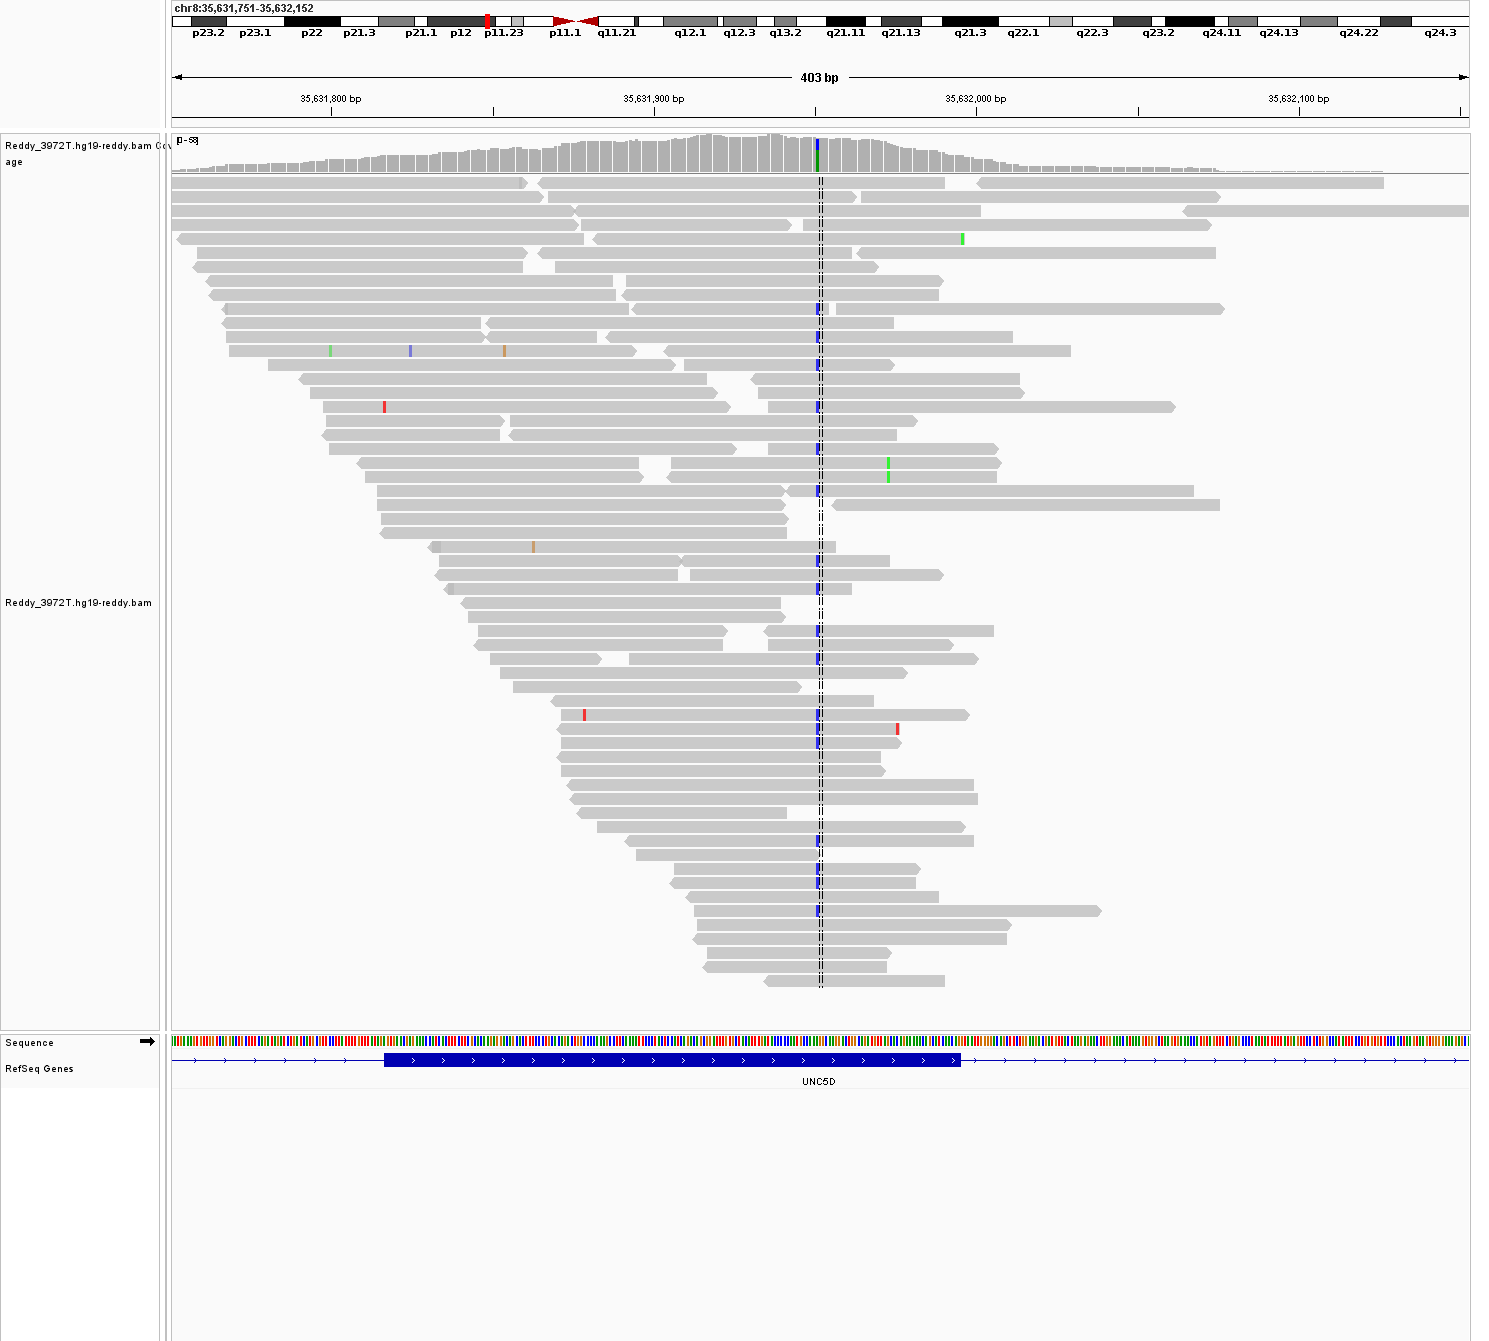 chr8:35,631,751-35,632,152
p23.2 p23.1 p22 p21.3 p21.1 p12 p11.23 p11.1 q11.21 q12.1 q12.3 q13.2 q21.11 q21.13 q21.3 q22.1 q22.3 q23.2 q24.11 q24.13 q24.22 q24.3
403 bp
35,631,800 bp 35,631,900 bp 35,632,000 bp 35,632,100 bp
Reddy_3972T.hg19-reddy.bam Cov
age
Reddy_3972T.hg19-reddy.bam
Sequence
RefSeq Genes
UNC5D